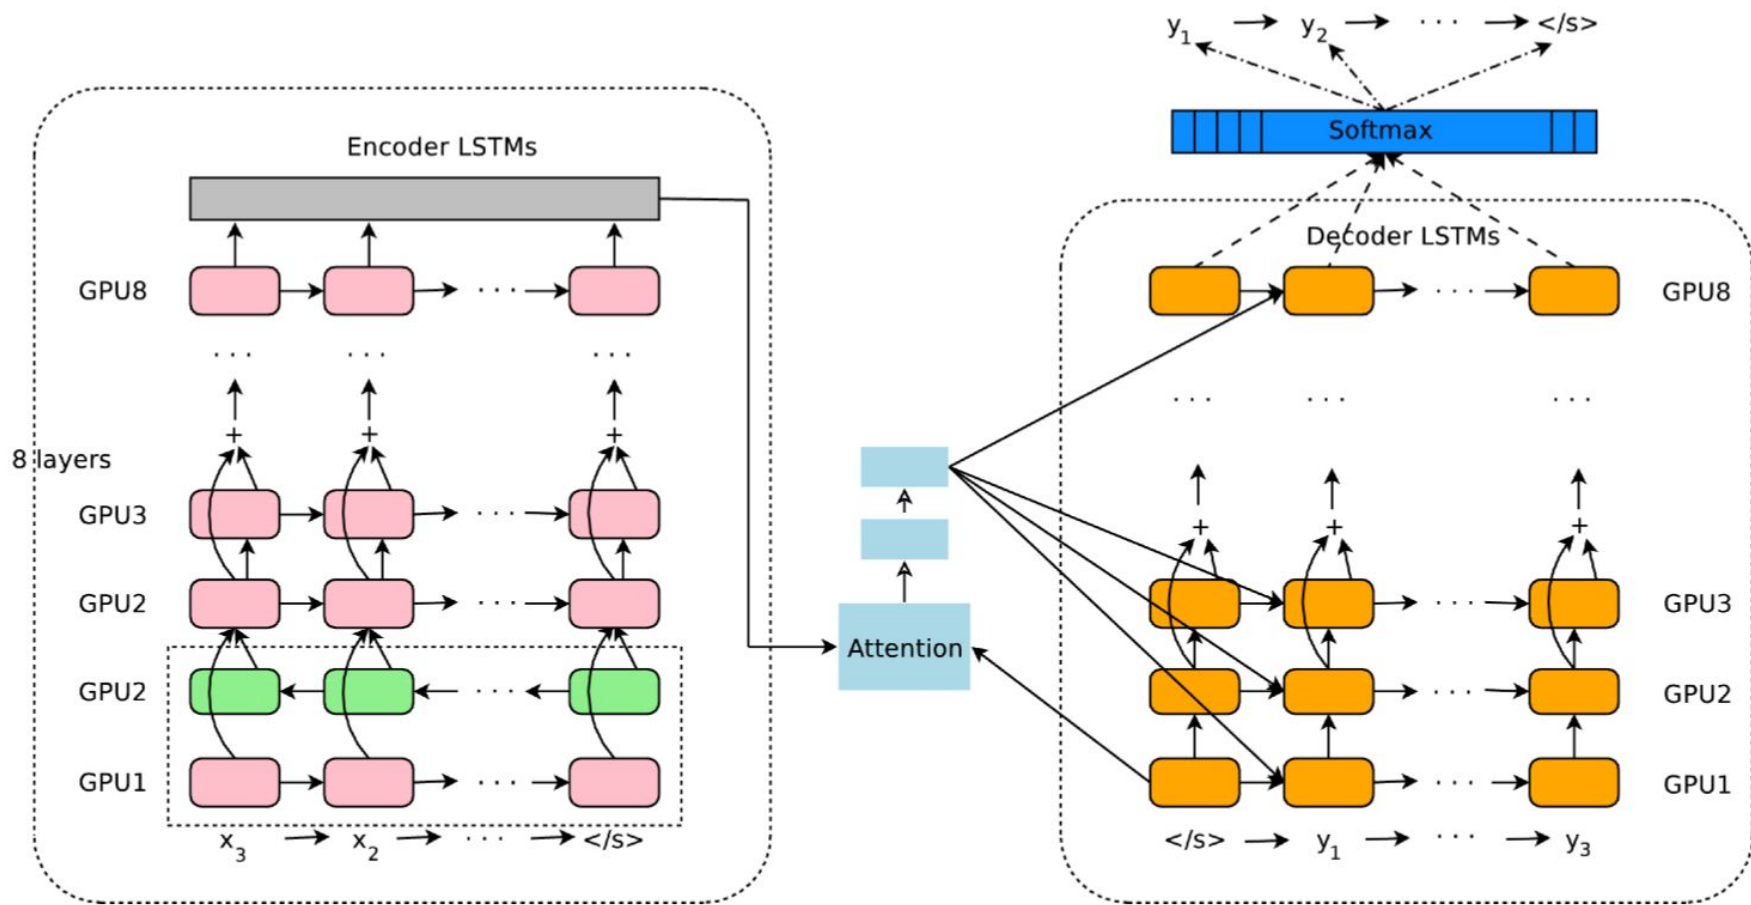 y1 → y2 → ... → </s>
Softmax
Encoder LSTMs
Decoder LSTMs
GPU8
GPU8
...
...
+ + +
8 layers
GPU3
+ + +
GPU2
GPU3
Attention
GPU2
GPU2
GPU1
GPU1
x3 → x2 → ... → </s>
</s> → y1 → ... → y3